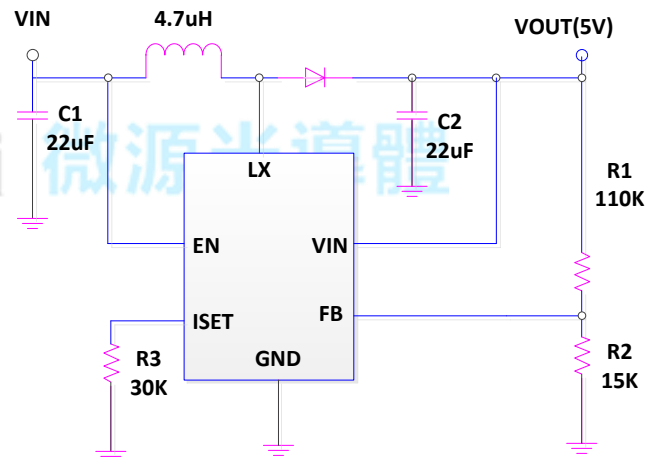 VIN
4.7uH
VOUT(5V)
C1
22uF
C2
22uF
微源半導體
LX
R1
110K
EN
VIN
ISET
FB
R3
30K
GND
R2
15K